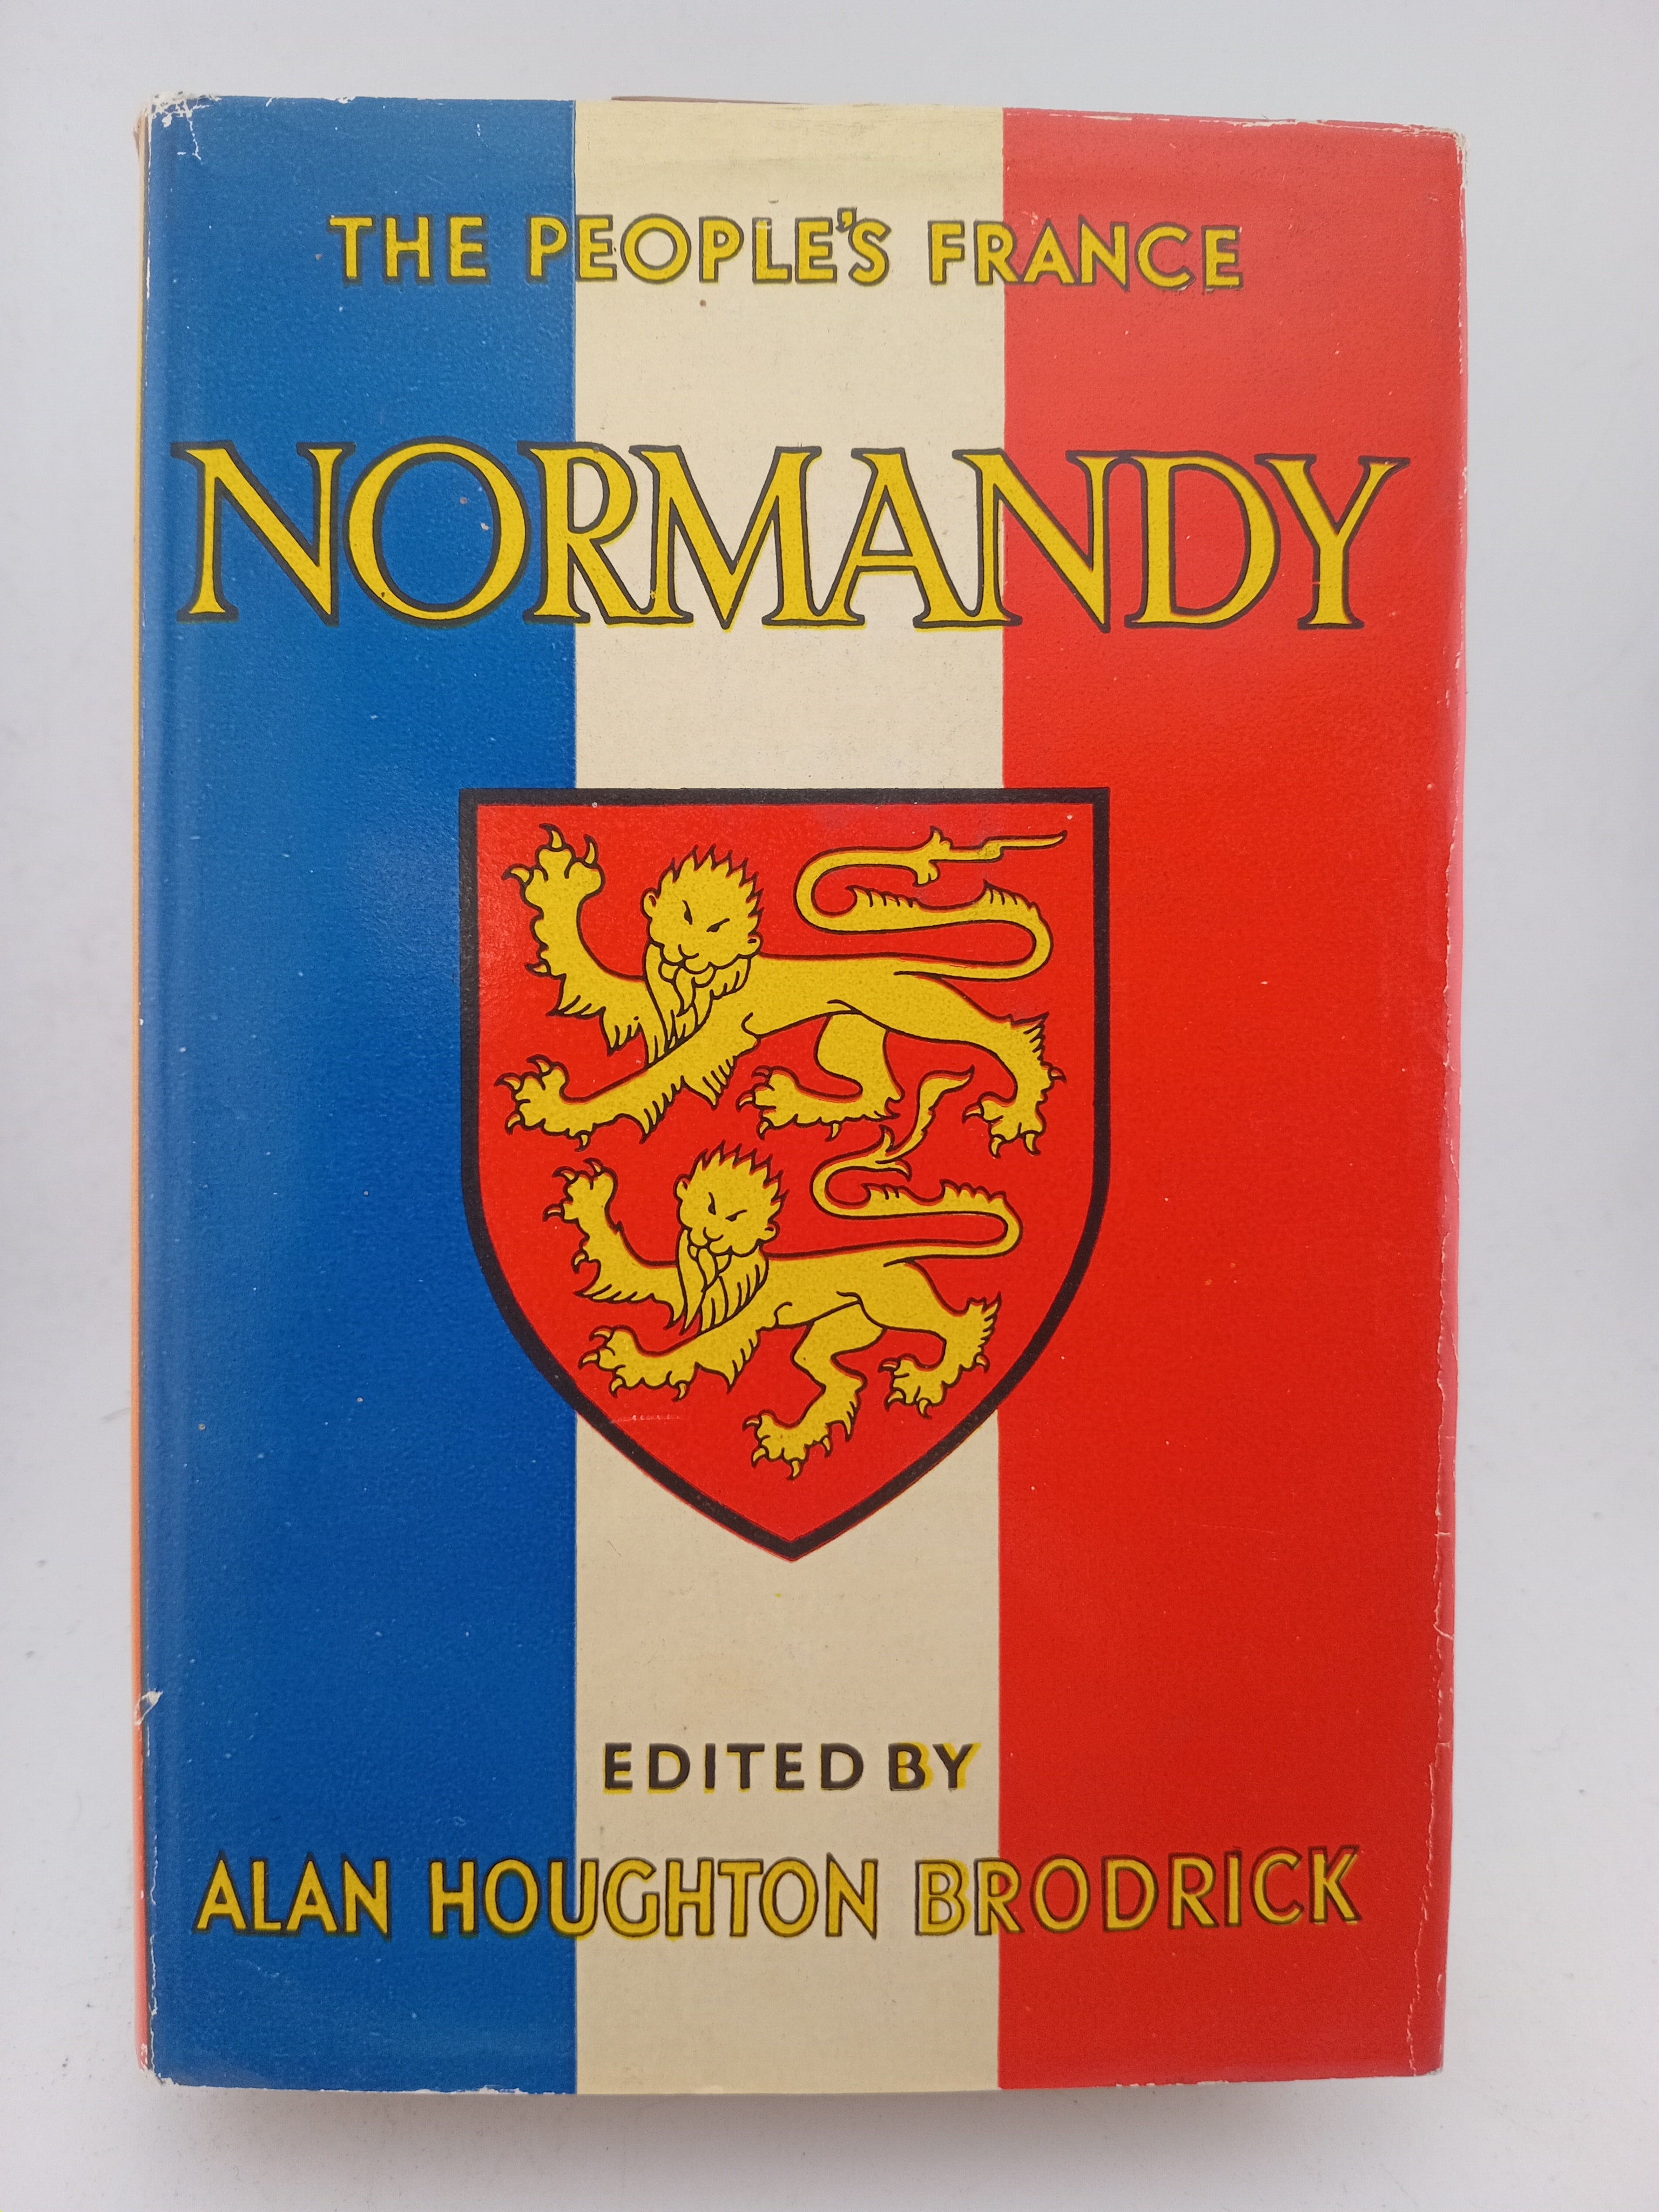 THE PEOPLE'S FRANCE
NORMANDY
EDITED BY
ALAN HOUGHTON BRODRICK